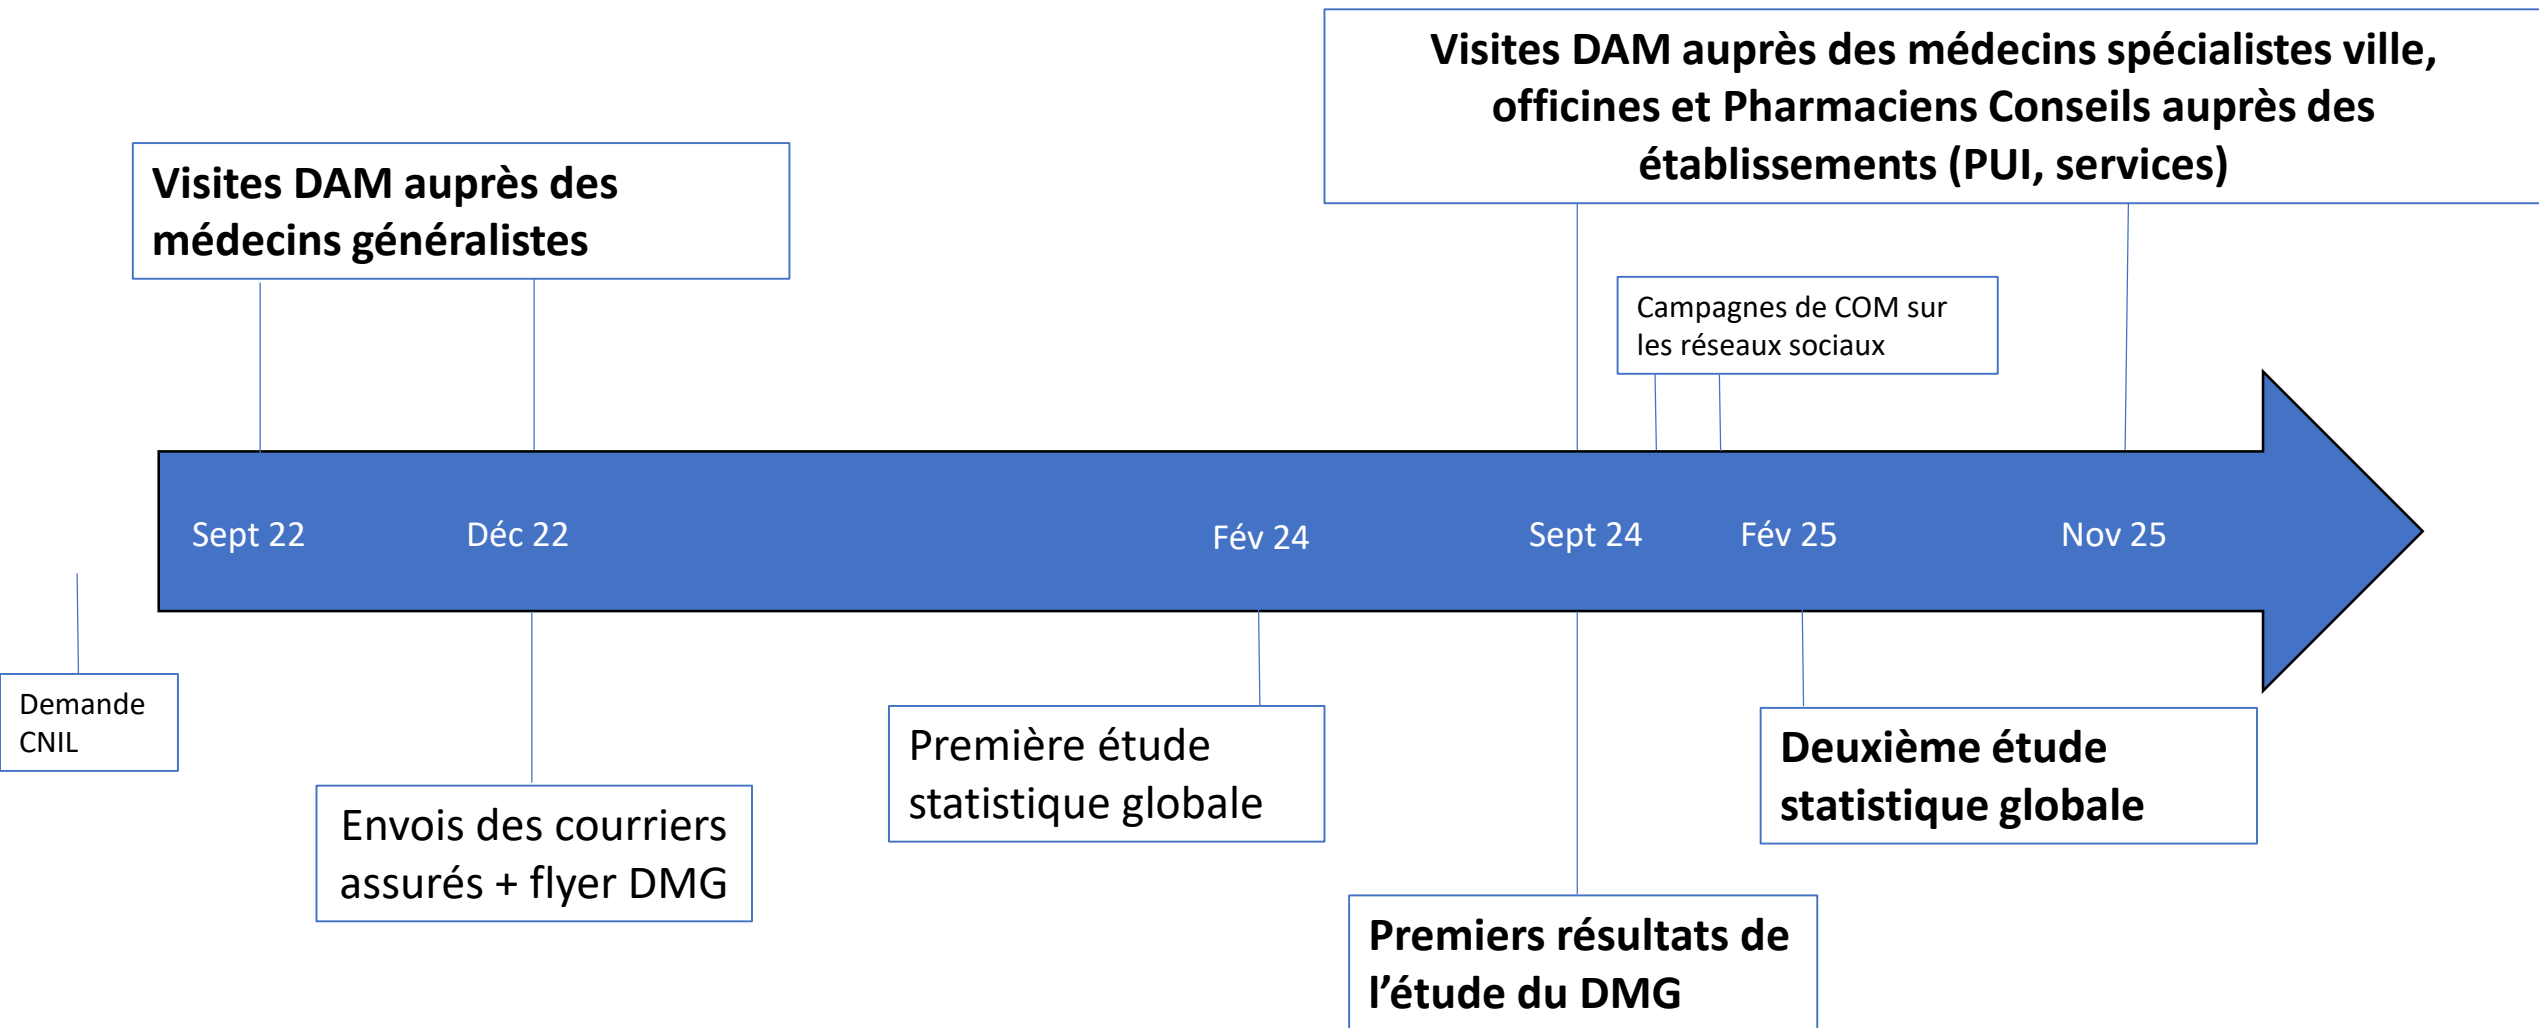 Visites DAM auprès des médecins spécialistes ville,
officines et Pharmaciens Conseils auprès des
établissements (PUI, services)
Visites DAM auprès des
médecins généralistes
Campagnes de COM sur
les réseaux sociaux
Sept 22
Déc 22
Fév 24
Sept 24
Fév 25
Nov 25
Demande
CNIL
Envois des courriers
assurés + flyer DMG
Première étude
statistique globale
Deuxième étude
statistique globale
Premiers résultats de
l’étude du DMG